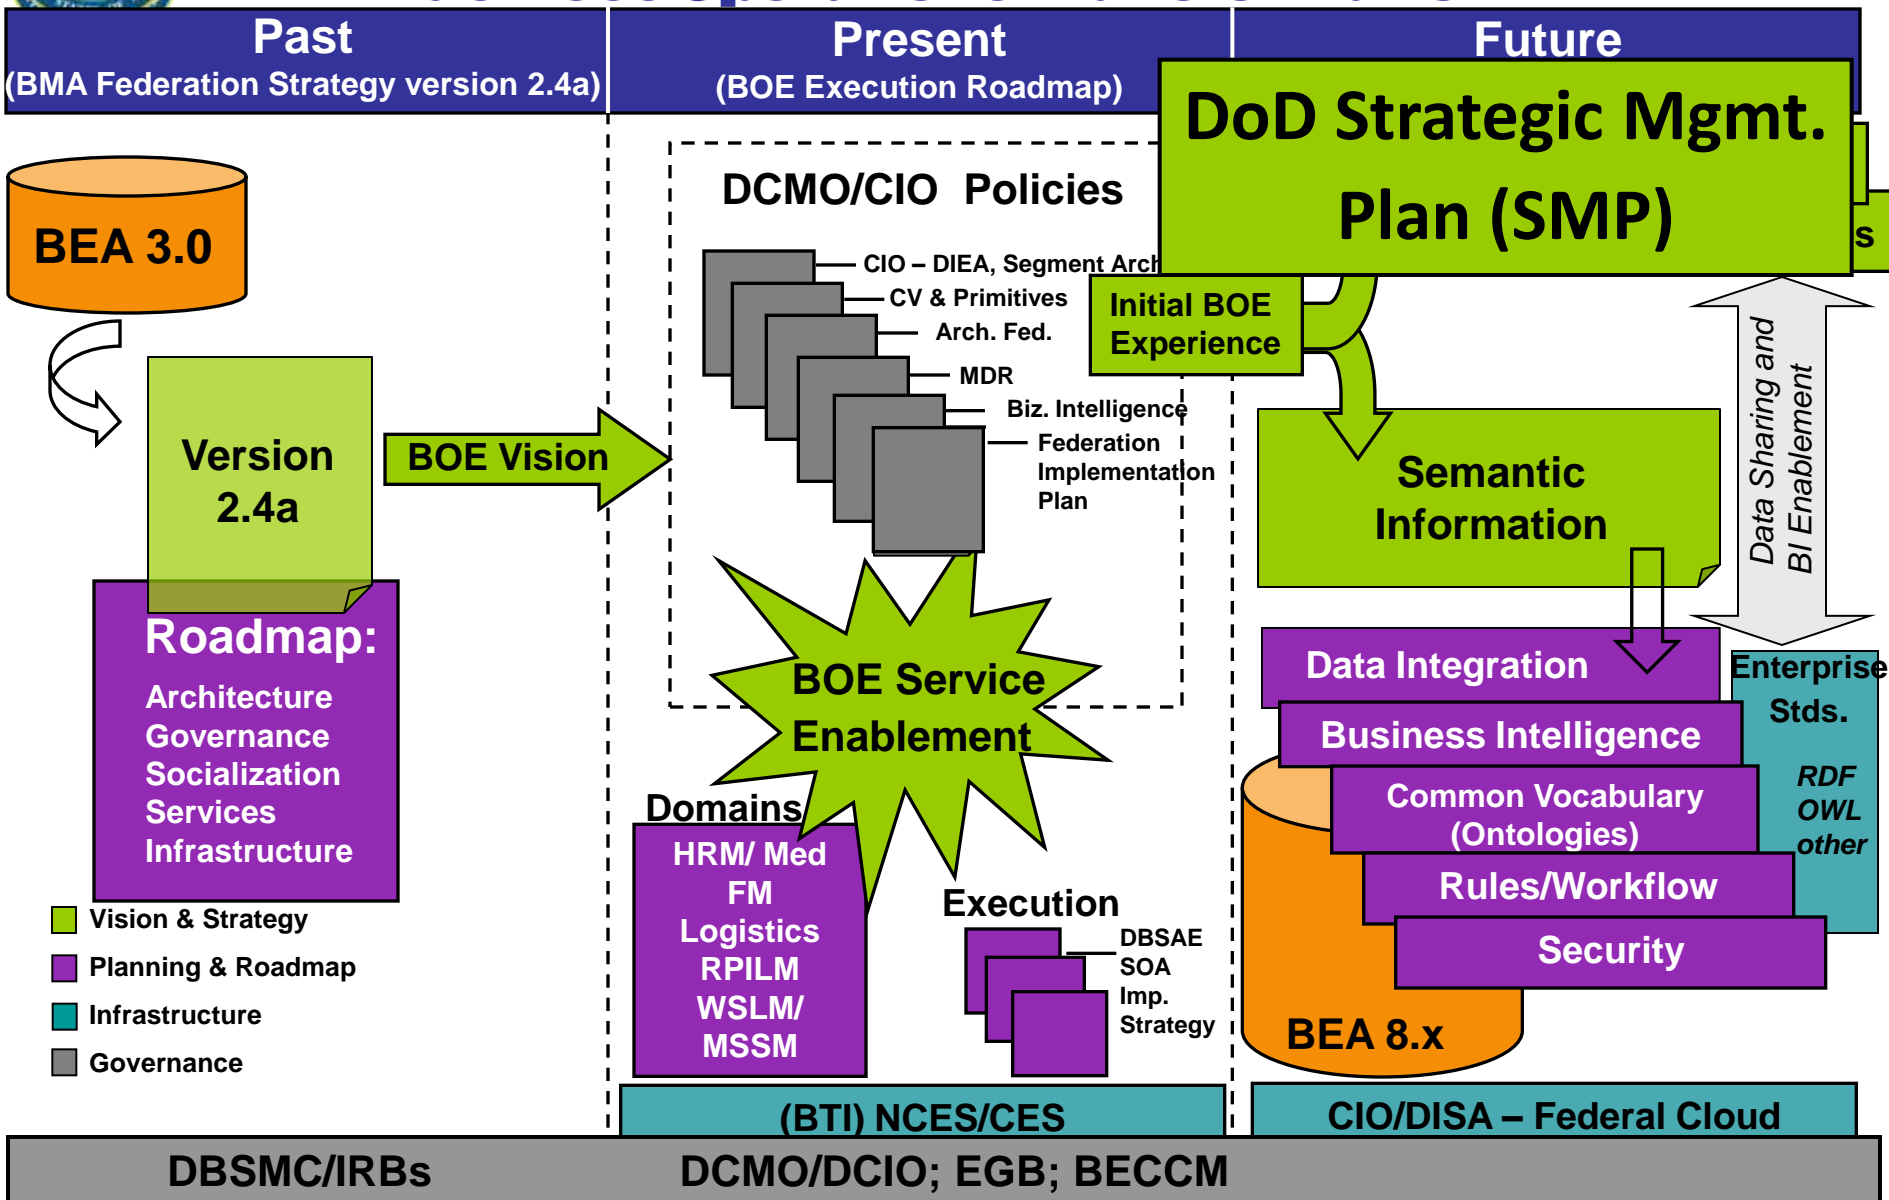 Past
(BMA Federation Strategy version 2.4a)
Present
(BOE Execution Roadmap)
Future
DoD Strategic Mgmt.
Plan (SMP)
s
BEA 3.0
Version
2.4a
Roadmap:
Architecture
Governance
Socialization
Services
Infrastructure
Vision & Strategy
Planning & Roadmap
Infrastructure
Governance
BOE Vision
DCMO/CIO Policies
CIO – DIEA, Segment Arch
CV & Primitives
Arch. Fed.
MDR
Biz. Intelligence
Federation
Implementation
Plan
Initial BOE
Experience
BOE Service
Enablement
Domains
HRM/ Med
FM
Logistics
RPILM
WSLM/
MSSM
Execution
DBSAE
SOA
Imp.
Strategy
Semantic
Information
Data Sharing and
BI Enablement
Data Integration
Business Intelligence
Common Vocabulary
(Ontologies)
Rules/Workflow
Security
Enterprise
Stds.
RDF
OWL
other
BEA 8.x
(BTI) NCES/CES
CIO/DISA – Federal Cloud
DBSMC/IRBs
DCMO/DCIO; EGB; BECCM